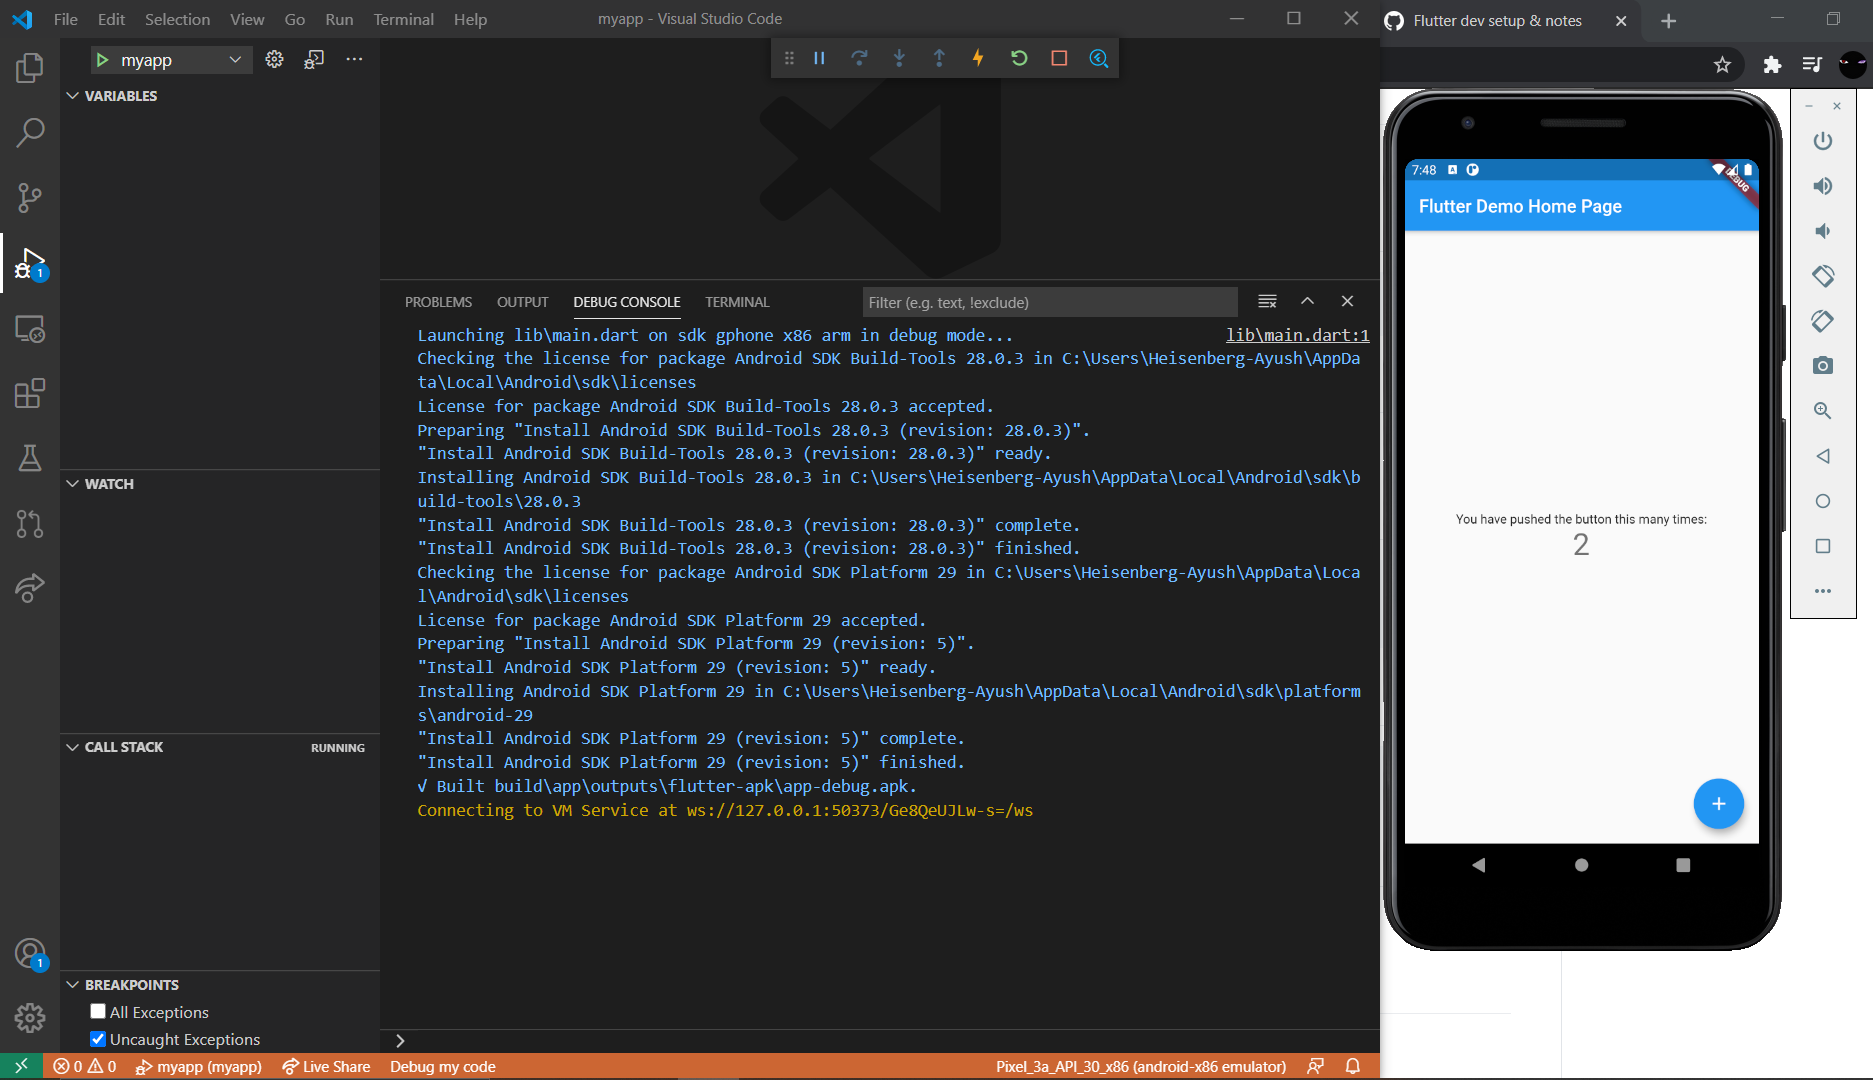 File Edit Selection View Go Run Terminal Help
myapp - Visual Studio Code
Flutter dev setup & notes
myapp
VARIABLES
WATCH
CALL STACK
RUNNING
BREAKPOINTS
All Exceptions
Uncaught Exceptions
1
1
PROBLEMS OUTPUT DEBUG CONSOLE TERMINAL
Filter (e.g. text, !exclude)
Launching lib\main.dart on sdk gphone x86 arm in debug mode...
lib\main.dart:1
Checking the license for package Android SDK Build-Tools 28.0.3 in C:\Users\Heisenberg-Ayush\AppDa
ta\Local\Android\sdk\licenses
License for package Android SDK Build-Tools 28.0.3 accepted.
Preparing "Install Android SDK Build-Tools 28.0.3 (revision: 28.0.3)".
"Install Android SDK Build-Tools 28.0.3 (revision: 28.0.3)" ready.
Installing Android SDK Build-Tools 28.0.3 in C:\Users\Heisenberg-Ayush\AppData\Local\Android\sdk\b
uild-tools\28.0.3
"Install Android SDK Build-Tools 28.0.3 (revision: 28.0.3)" complete.
"Install Android SDK Build-Tools 28.0.3 (revision: 28.0.3)" finished.
Checking the license for package Android SDK Platform 29 in C:\Users\Heisenberg-Ayush\AppData\Loca
l\Android\sdk\licenses
License for package Android SDK Platform 29 accepted.
Preparing "Install Android SDK Platform 29 (revision: 5)".
"Install Android SDK Platform 29 (revision: 5)" ready.
Installing Android SDK Platform 29 in C:\Users\Heisenberg-Ayush\AppData\Local\Android\sdk\platform
s\android-29
"Install Android SDK Platform 29 (revision: 5)" complete.
"Install Android SDK Platform 29 (revision: 5)" finished.
√ Built build\app\outputs\flutter-apk\app-debug.apk.
Connecting to VM Service at ws://127.0.0.1:50373/Ge8QeUJLw-s=/ws
7:48
DEBUG
Flutter Demo Home Page
You have pushed the button this many times:
2
0 0 myapp (myapp) Live Share Debug my code
Pixel_3a_API_30_x86 (android-x86 emulator)